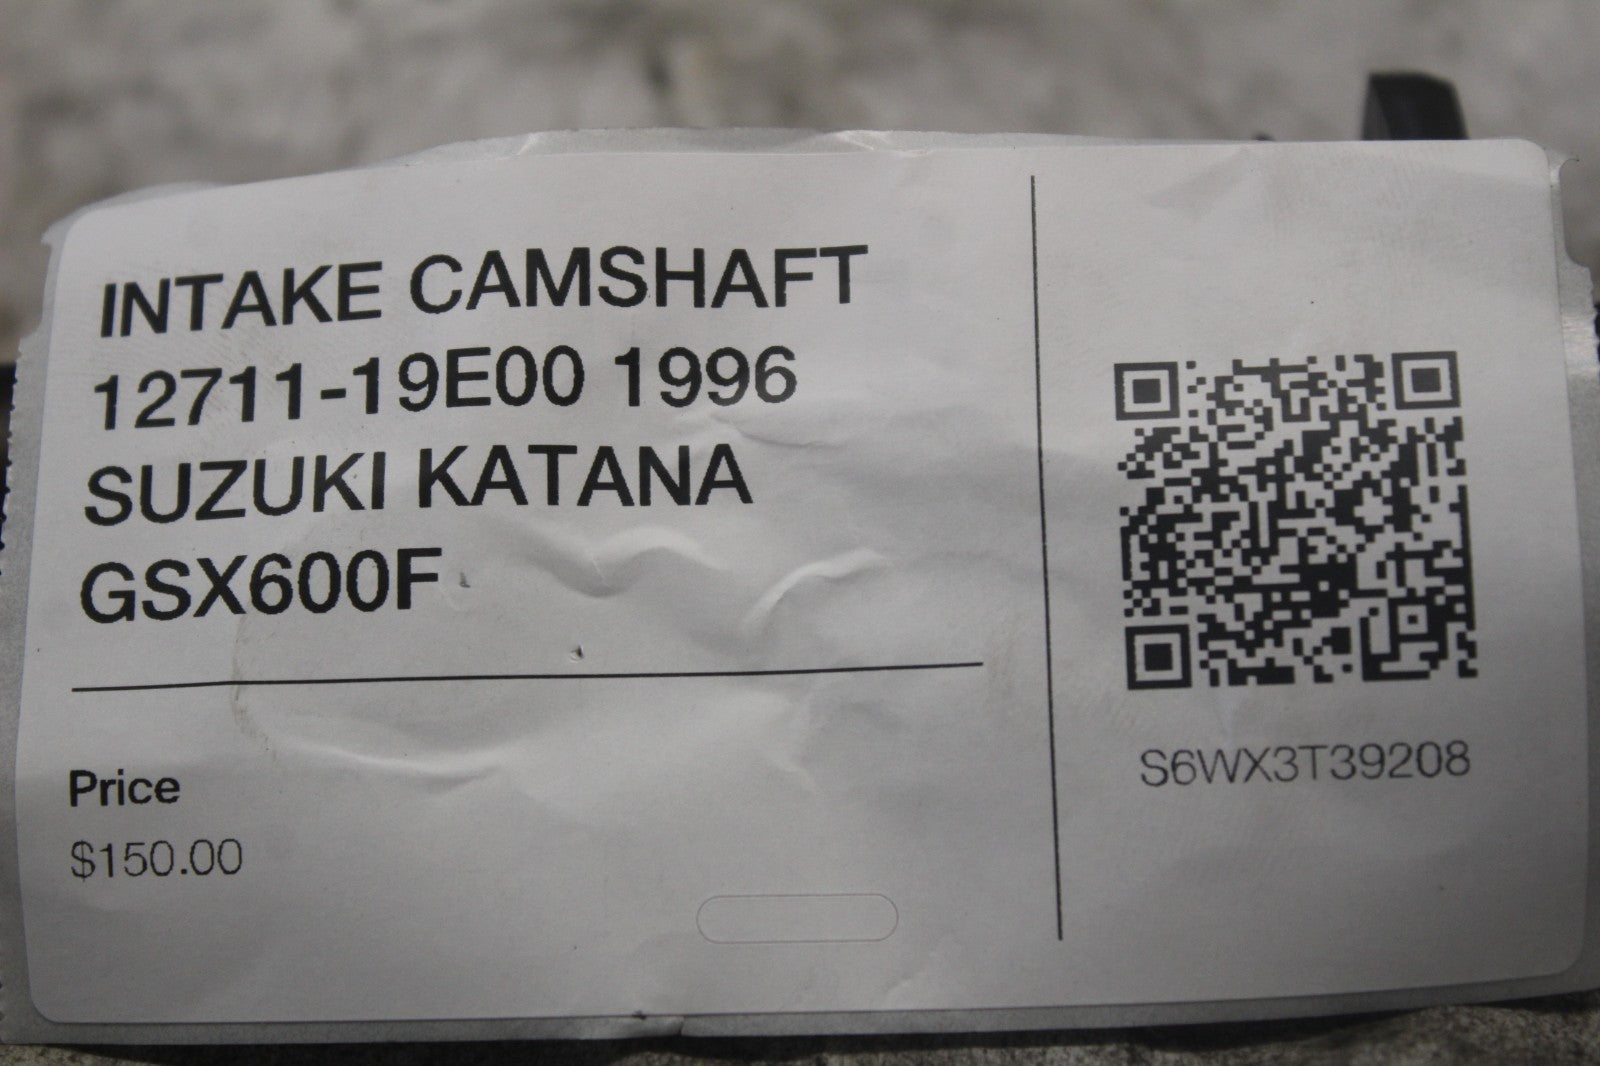 INTAKE CAMSHAFT
12711-19E00 1996
SUZUKI KATANA
GSX600F
Price
$150.00
S6WX3T39208